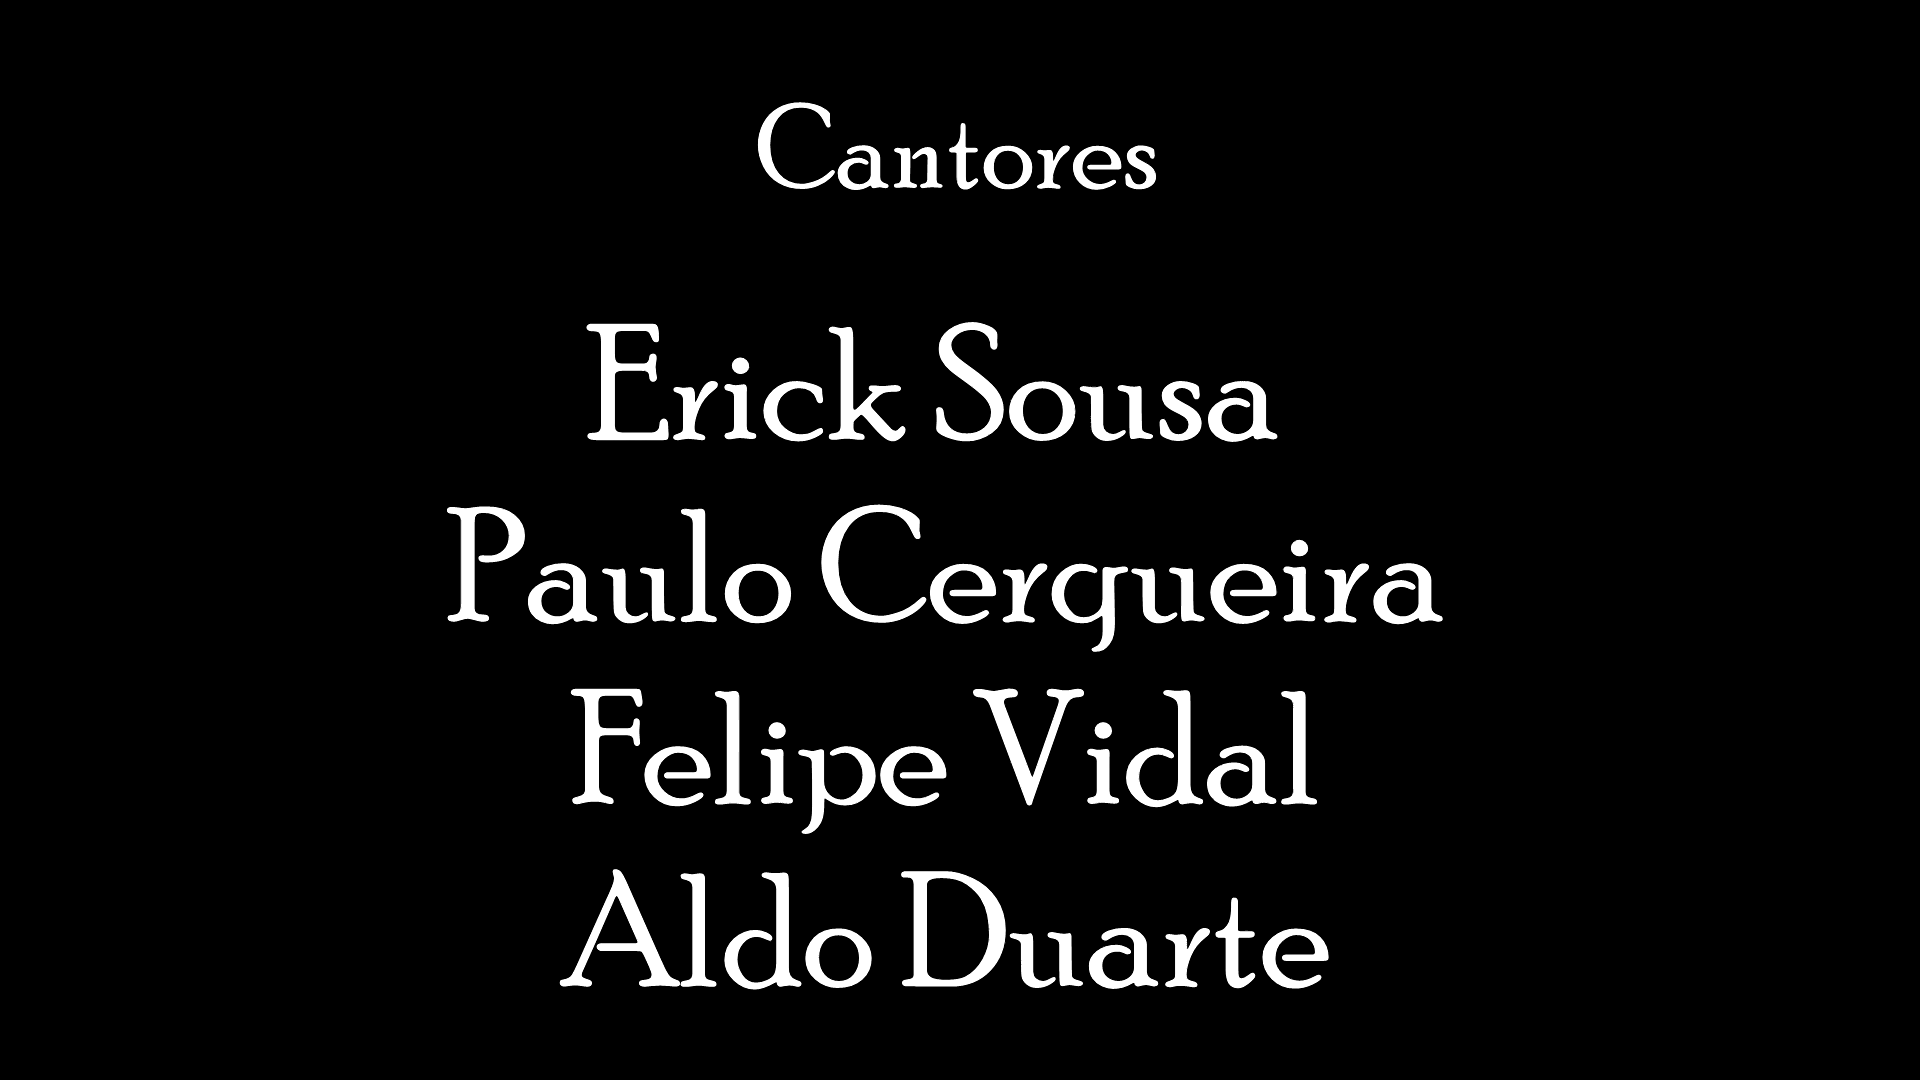 Cantores
Erick Sousa
Paulo Cerqueira
Felipe Vidal
Aldo Duarte